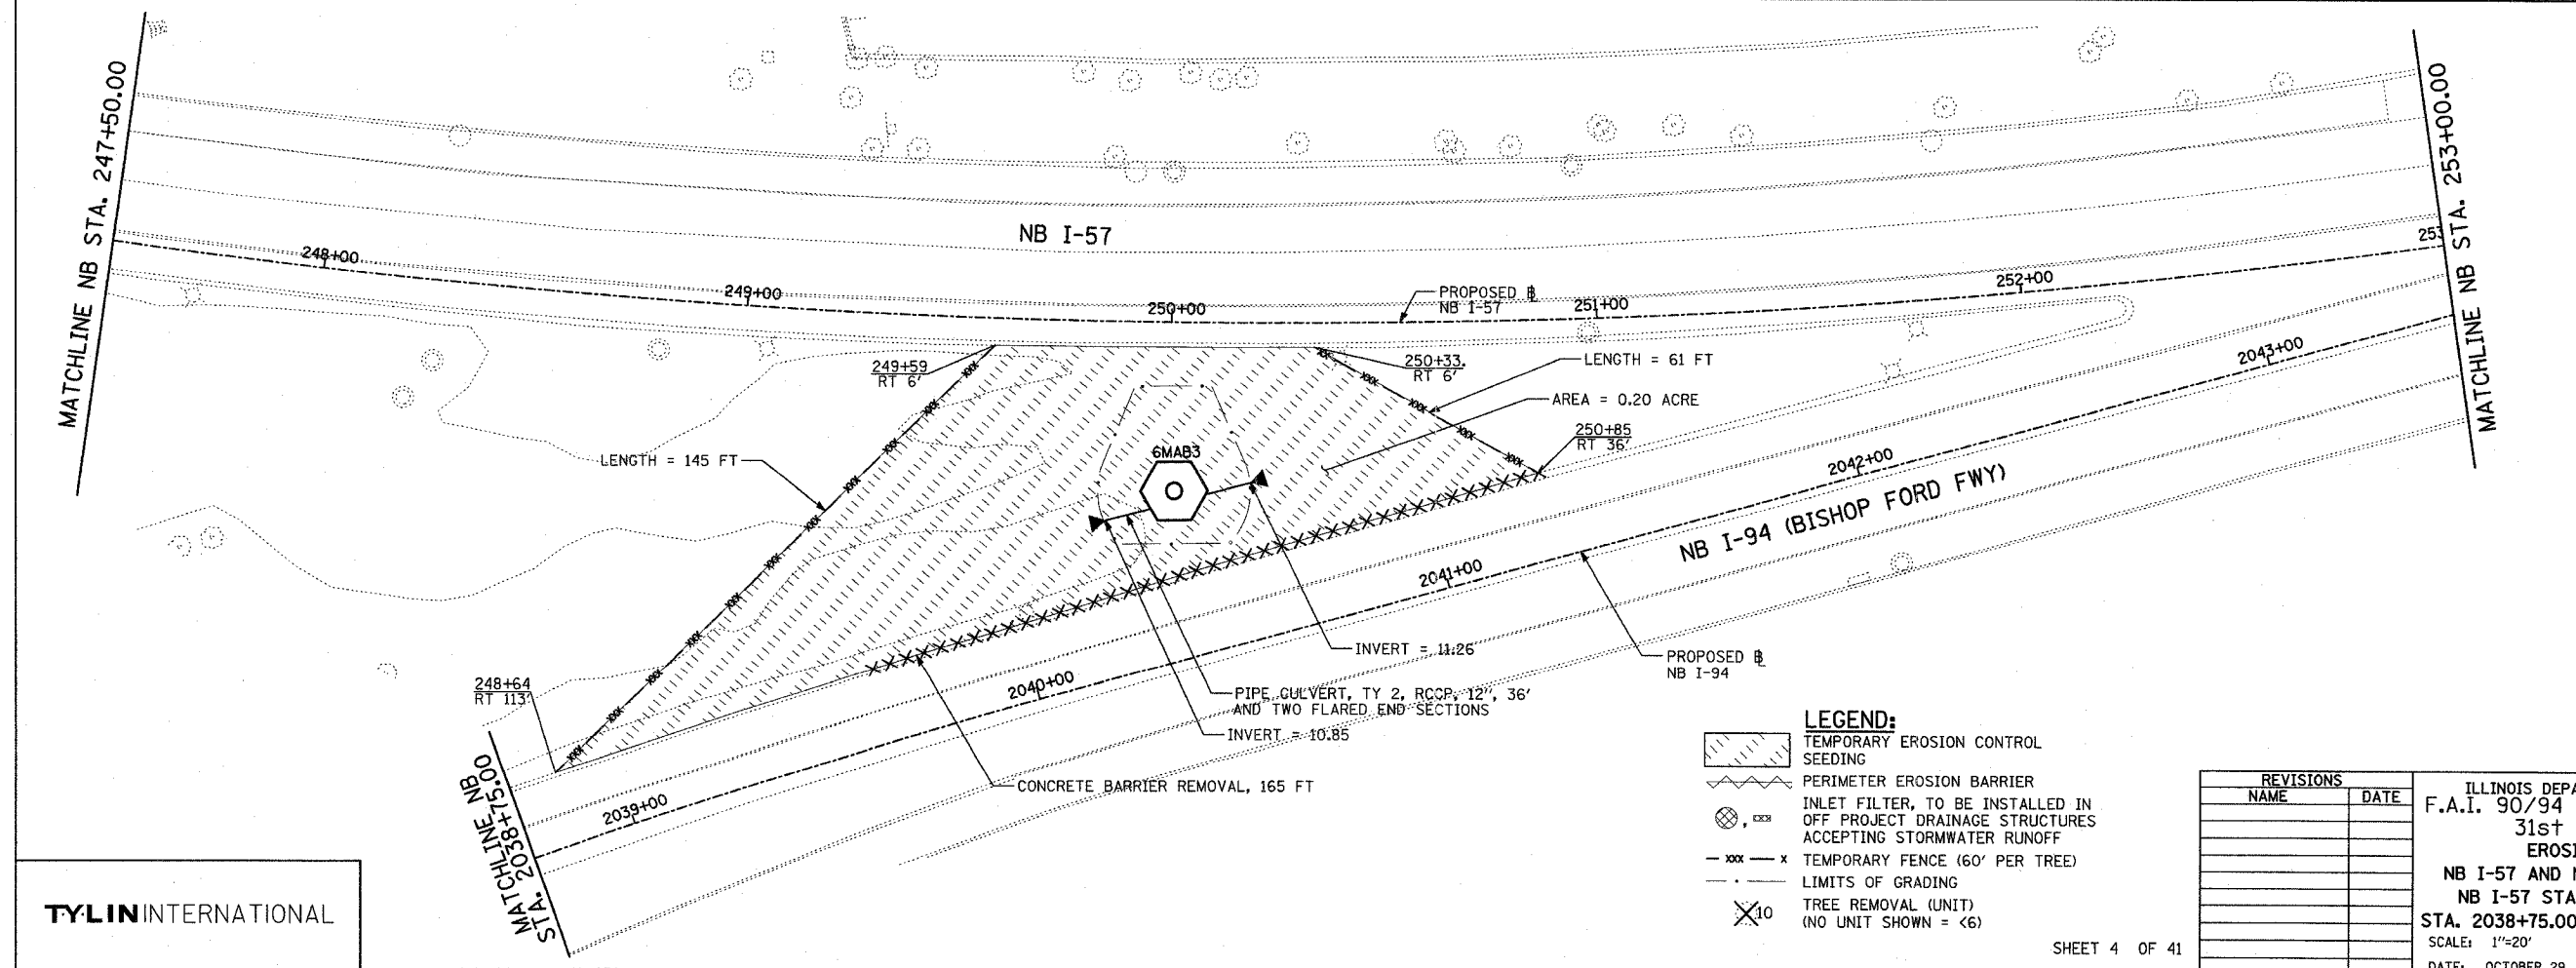 MATCHLINE NB STA. 247+50.00
MATCHLINE NB STA. 253+00.00
NB I-57
248+00
249+00
250+00
251+00
252+00
253
PROPOSED ℄
NB I-57
249+59
RT 6'
250+33.
RT 6'
LENGTH = 61 FT
AREA = 0.20 ACRE
250+85
RT 36'
LENGTH = 145 FT
6MAB3
2043+00
2042+00
2041+00
2040+00
2039+00
NB I-94 (BISHOP FORD FWY)
248+64
RT 113'
INVERT = 11.26
PROPOSED ℄
NB I-94
PIPE CULVERT, TY 2, RCCP, 12", 36'
AND TWO FLARED END SECTIONS
INVERT = 10.85
CONCRETE BARRIER REMOVAL, 165 FT
MATCHLINE NB
STA. 2038+75.00
TYLIN INTERNATIONAL
LEGEND:
TEMPORARY EROSION CONTROL
SEEDING
PERIMETER EROSION BARRIER
INLET FILTER, TO BE INSTALLED IN
OFF PROJECT DRAINAGE STRUCTURES
ACCEPTING STORMWATER RUNOFF
XXX X TEMPORARY FENCE (60' PER TREE)
LIMITS OF GRADING
10 TREE REMOVAL (UNIT)
(NO UNIT SHOWN = <6)
SHEET 4 OF 41
REVISIONS
NAME DATE
ILLINOIS DEPA
F.A.I. 90/94
31st
EROSI
NB I-57 AND N
NB I-57 STA
STA. 2038+75.00
SCALE: 1"=20'
DATE: OCTOBER 29